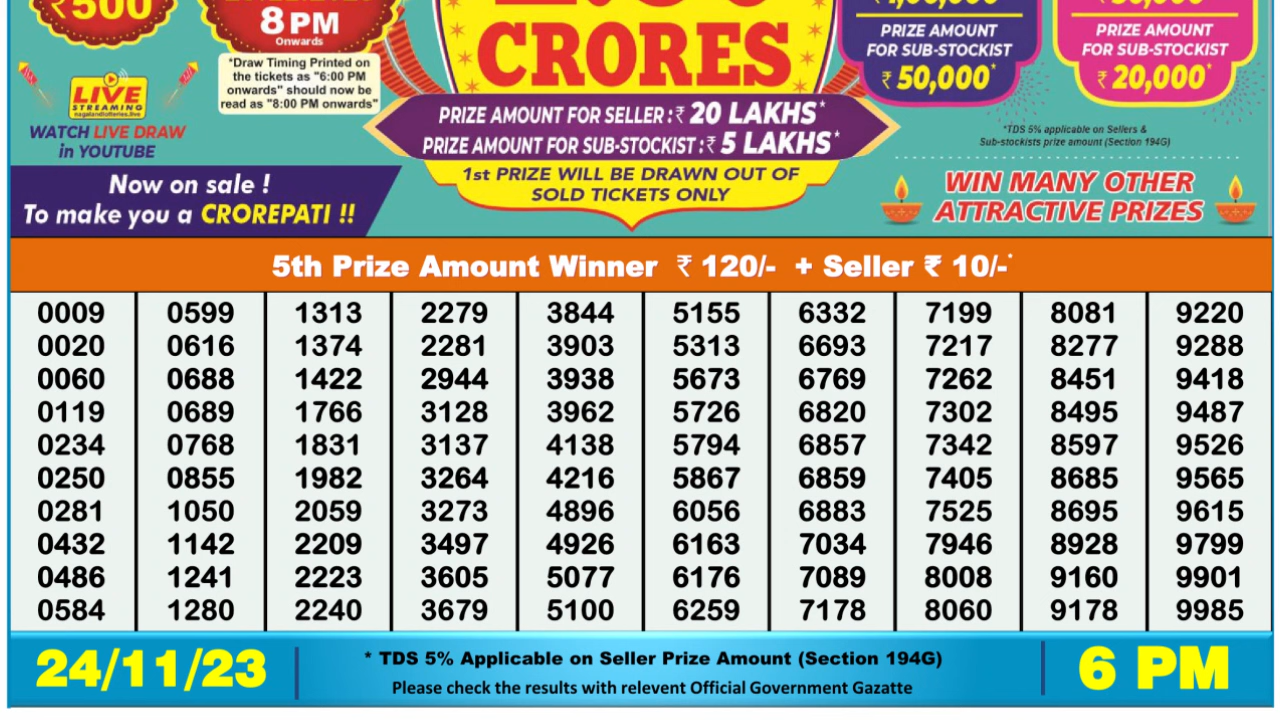 ₹500
8 PM
Onwards
*Draw Timing Printed on
the tickets as "6:00 PM
onwards" should now be
read as "8:00 PM onwards"
LIVE
STREAMING
nagalandlotteries.live
WATCH LIVE DRAW
in YOUTUBE
Now on sale !
To make you a CROREPATI !!
CRORES
PRIZE AMOUNT FOR SELLER :₹ 20 LAKHS*
PRIZE AMOUNT FOR SUB-STOCKIST :₹ 5 LAKHS*
1st PRIZE WILL BE DRAWN OUT OF
SOLD TICKETS ONLY
PRIZE AMOUNT
FOR SUB-STOCKIST
₹ 50,000*
PRIZE AMOUNT
FOR SUB-STOCKIST
₹ 20,000*
*TDS 5% applicable on Sellers &
Sub-stockists prize amount (Section 194G)
WIN MANY OTHER
ATTRACTIVE PRIZES
5th Prize Amount Winner ₹ 120/- + Seller ₹ 10/-*
0009 0599 1313 2279 3844 5155 6332 7199 8081 9220
0020 0616 1374 2281 3903 5313 6693 7217 8277 9288
0060 0688 1422 2944 3938 5673 6769 7262 8451 9418
0119 0689 1766 3128 3962 5726 6820 7302 8495 9487
0234 0768 1831 3137 4138 5794 6857 7342 8597 9526
0250 0855 1982 3264 4216 5867 6859 7405 8685 9565
0281 1050 2059 3273 4896 6056 6883 7525 8695 9615
0432 1142 2209 3497 4926 6163 7034 7946 8928 9799
0486 1241 2223 3605 5077 6176 7089 8008 9160 9901
0584 1280 2240 3679 5100 6259 7178 8060 9178 9985
24/11/23
* TDS 5% Applicable on Seller Prize Amount (Section 194G)
Please check the results with relevent Official Government Gazatte
6 PM